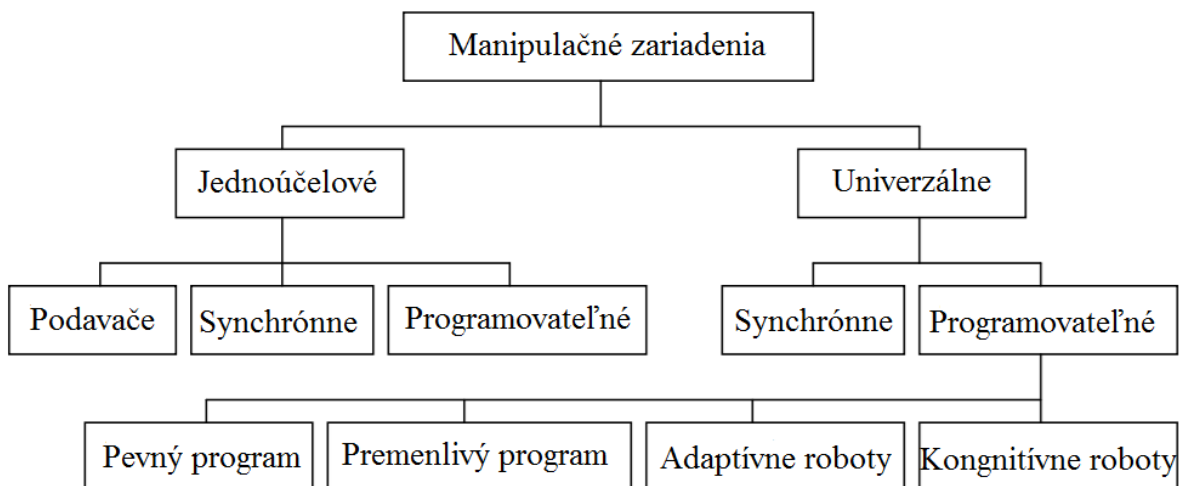 Manipulačné zariadenia
Jednoúčelové
Univerzálne
Podavače
Synchrónne
Programovateľné
Synchrónne
Programovateľné
Pevný program
Premenlivý program
Adaptívne roboty
Kongnitívne roboty